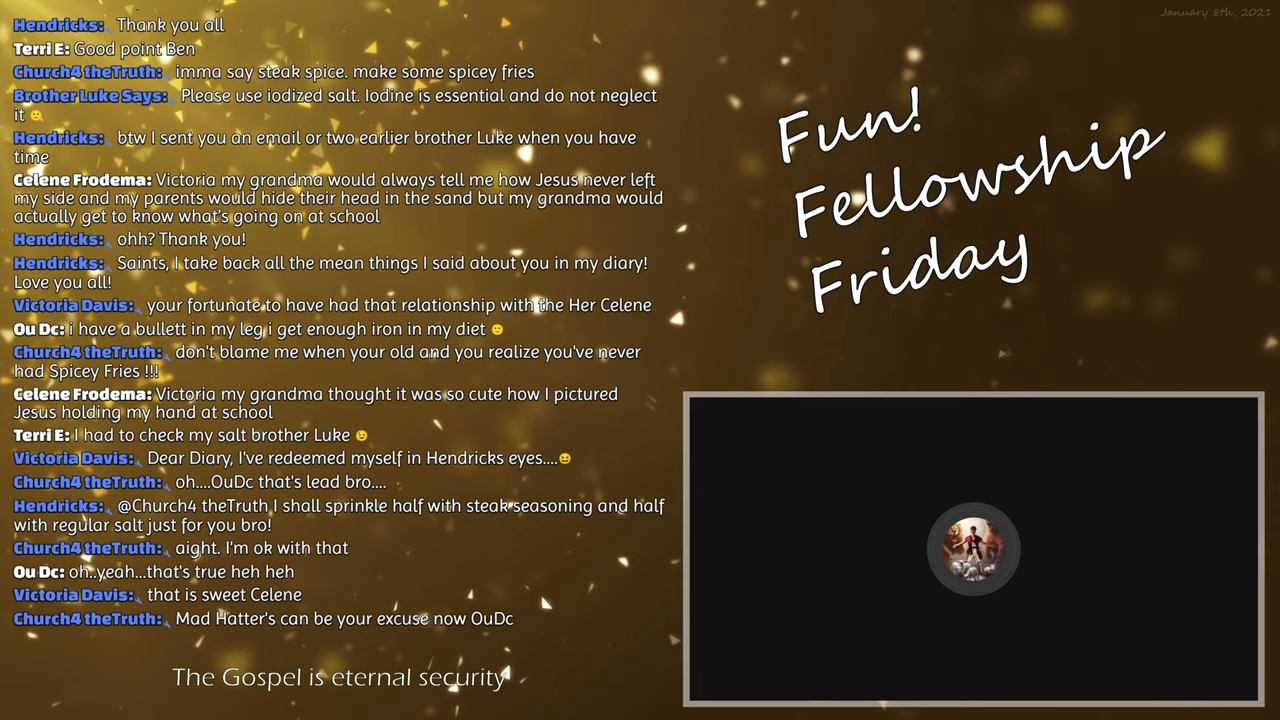 Hendricks: Thank you all
Terri E: Good point Ben
Church4 theTruth: imma say steak spice. make some spicey fries
Brother Luke Says: Please use iodized salt. Iodine is essential and do not neglect
it 🙂
Hendricks: btw I sent you an email or two earlier brother Luke when you have
time
Celene Frodema: Victoria my grandma would always tell me how Jesus never left
my side and my parents would hide their head in the sand but my grandma would
actually get to know what's going on at school
Hendricks: ohh? Thank you!
Hendricks: Saints, I take back all the mean things I said about you in my diary!
Love you all!
Victoria Davis: your fortunate to have had that relationship with the Her Celene
Ou Dc: i have a bullett in my leg i get enough iron in my diet 🙂
Church4 theTruth: don't blame me when your old and you realize you've never
had Spicey Fries !!!
Celene Frodema: Victoria my grandma thought it was so cute how I pictured
Jesus holding my hand at school
Terri E: I had to check my salt brother Luke 😉
Victoria Davis: Dear Diary, I've redeemed myself in Hendricks eyes....😆
Church4 theTruth: oh....OuDc that's lead bro....
Hendricks: @Church4 theTruth I shall sprinkle half with steak seasoning and half
with regular salt just for you bro!
Church4 theTruth: aight. I'm ok with that
Ou Dc: oh..yeah...that's true heh heh
Victoria Davis: that is sweet Celene
Church4 theTruth: Mad Hatter's can be your excuse now OuDc
The Gospel is eternal security
January 8th, 2021
Fun!
Fellowship
Friday